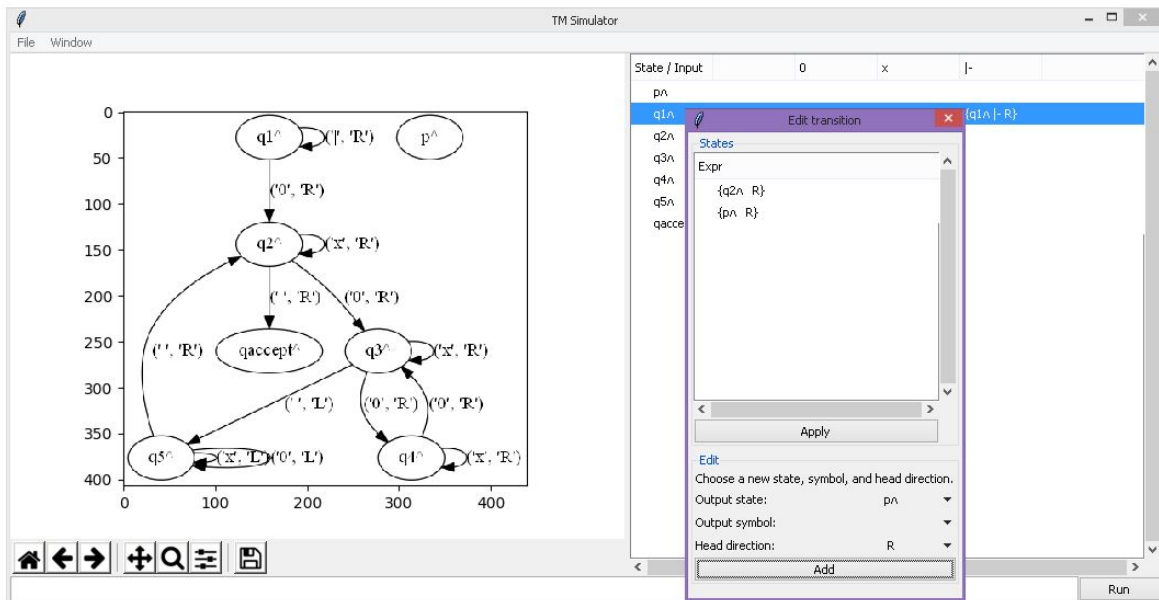 TM Simulator
File Window
0
50
100
150
200
250
300
350
400
0 100 200 300 400
q1^
('|', 'R')
p^
('0', 'R')
q2^
('x', 'R')
(' ', 'R')
('0', 'R')
(' ', 'R')
qaccept^
q3^
('x', 'R')
(' ', 'L')
('0', 'R')
('0', 'R')
q5^
('x', 'L')
('0', 'L')
q4^
('x', 'R')
State / Input 0 x |-
p^
q1^ {q1^ |- R}
q2^
q3^
q4^
q5^
qacce
Edit transition
States
Expr
{q2^ R}
{p^ R}
Apply
Edit
Choose a new state, symbol, and head direction.
Output state: p^
Output symbol:
Head direction: R
Add
Run